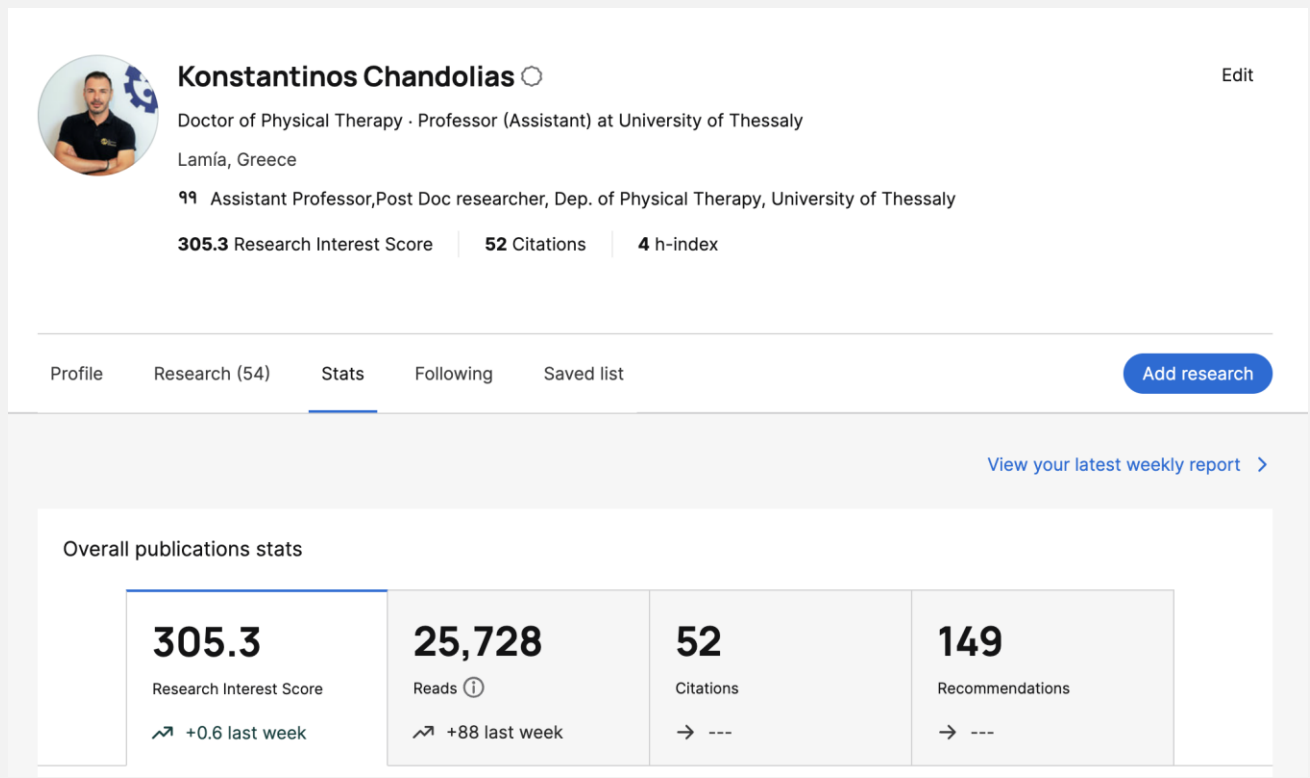 Konstantinos Chandolias
Edit
Doctor of Physical Therapy · Professor (Assistant) at University of Thessaly
Lamía, Greece
Assistant Professor,Post Doc researcher, Dep. of Physical Therapy, University of Thessaly
305.3 Research Interest Score 52 Citations 4 h-index
Profile Research (54) Stats Following Saved list Add research
View your latest weekly report
Overall publications stats
305.3 25,728 52 149
Research Interest Score Reads Citations Recommendations
+0.6 last week +88 last week --- ---